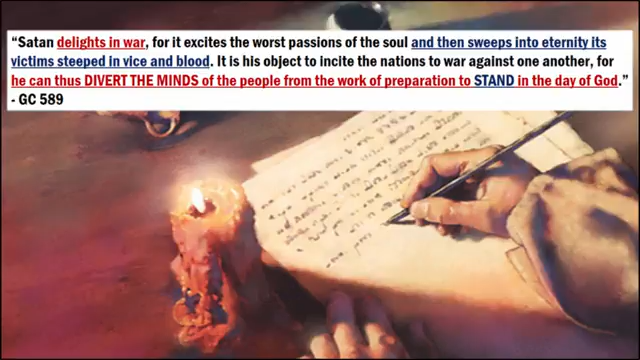 “Satan delights in war, for it excites the worst passions of the soul and then sweeps into eternity its
victims steeped in vice and blood. It is his object to incite the nations to war against one another, for
he can thus DIVERT THE MINDS of the people from the work of preparation to STAND in the day of God.”
- GC 589